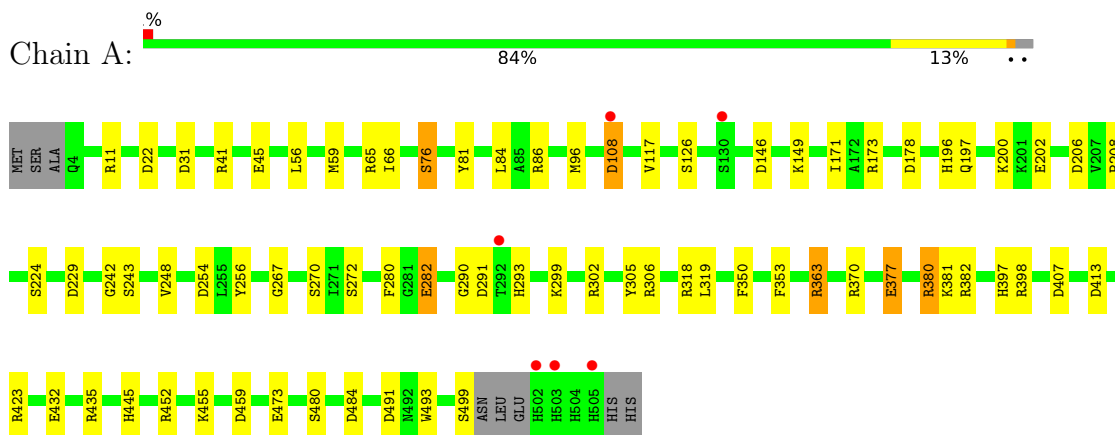 %
Chain A:
84% 13% • •
MET SER ALA Q4 R11 D22 D31 R41 E45 L56 M59 R65 I66 S76 Y81 L84 A85 R86 M96 D108 V117 S126 S130 D146 K149 I171 A172 R173 D178 H196 Q197 K200 K201 E202 D206 V207
S224 D229 G242 S243 V248 D254 L255 Y256 G267 S270 I271 S272 F280 G281 E282 G290 D291 T292 H293 K299 R302 Y305 R306 R318 L319 F350 F353 R363 R370 E377 R380 K381 R382 H397 R398 D407 D413
R423 E432 R435 H445 R452 K455 D459 E473 S480 D484 D491 N492 W493 S499 ASN LEU GLU H502 H503 H504 H505 HIS HIS